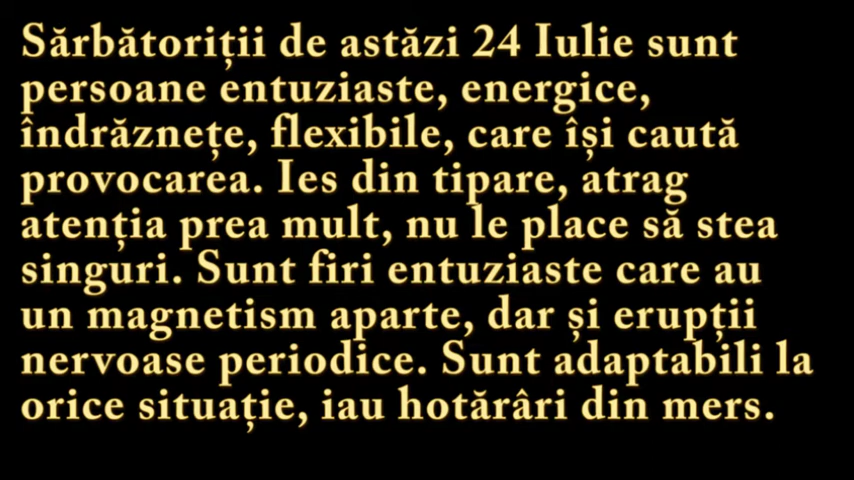 Sărbătoriții de astăzi 24 Iulie sunt
persoane entuziaste, energice,
îndrăznețe, flexibile, care își caută
provocarea. Ies din tipare, atrag
atenția prea mult, nu le place să stea
singuri. Sunt firi entuziaste care au
un magnetism aparte, dar și erupții
nervoase periodice. Sunt adaptabili la
orice situație, iau hotărâri din mers.